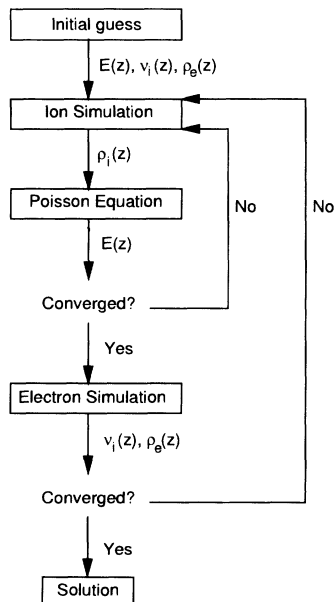 Initial guess
E(z), νᵢ(z), ρₑ(z)
Ion Simulation
ρᵢ(z)
No
No
Poisson Equation
E(z)
Converged?
Yes
Electron Simulation
νᵢ(z), ρₑ(z)
Converged?
Yes
Solution